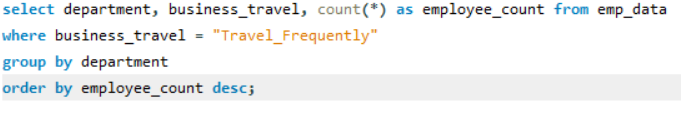 select department, business_travel, count(*) as employee_count from emp_data
where business_travel = "Travel_Frequently"
group by department
order by employee_count desc;